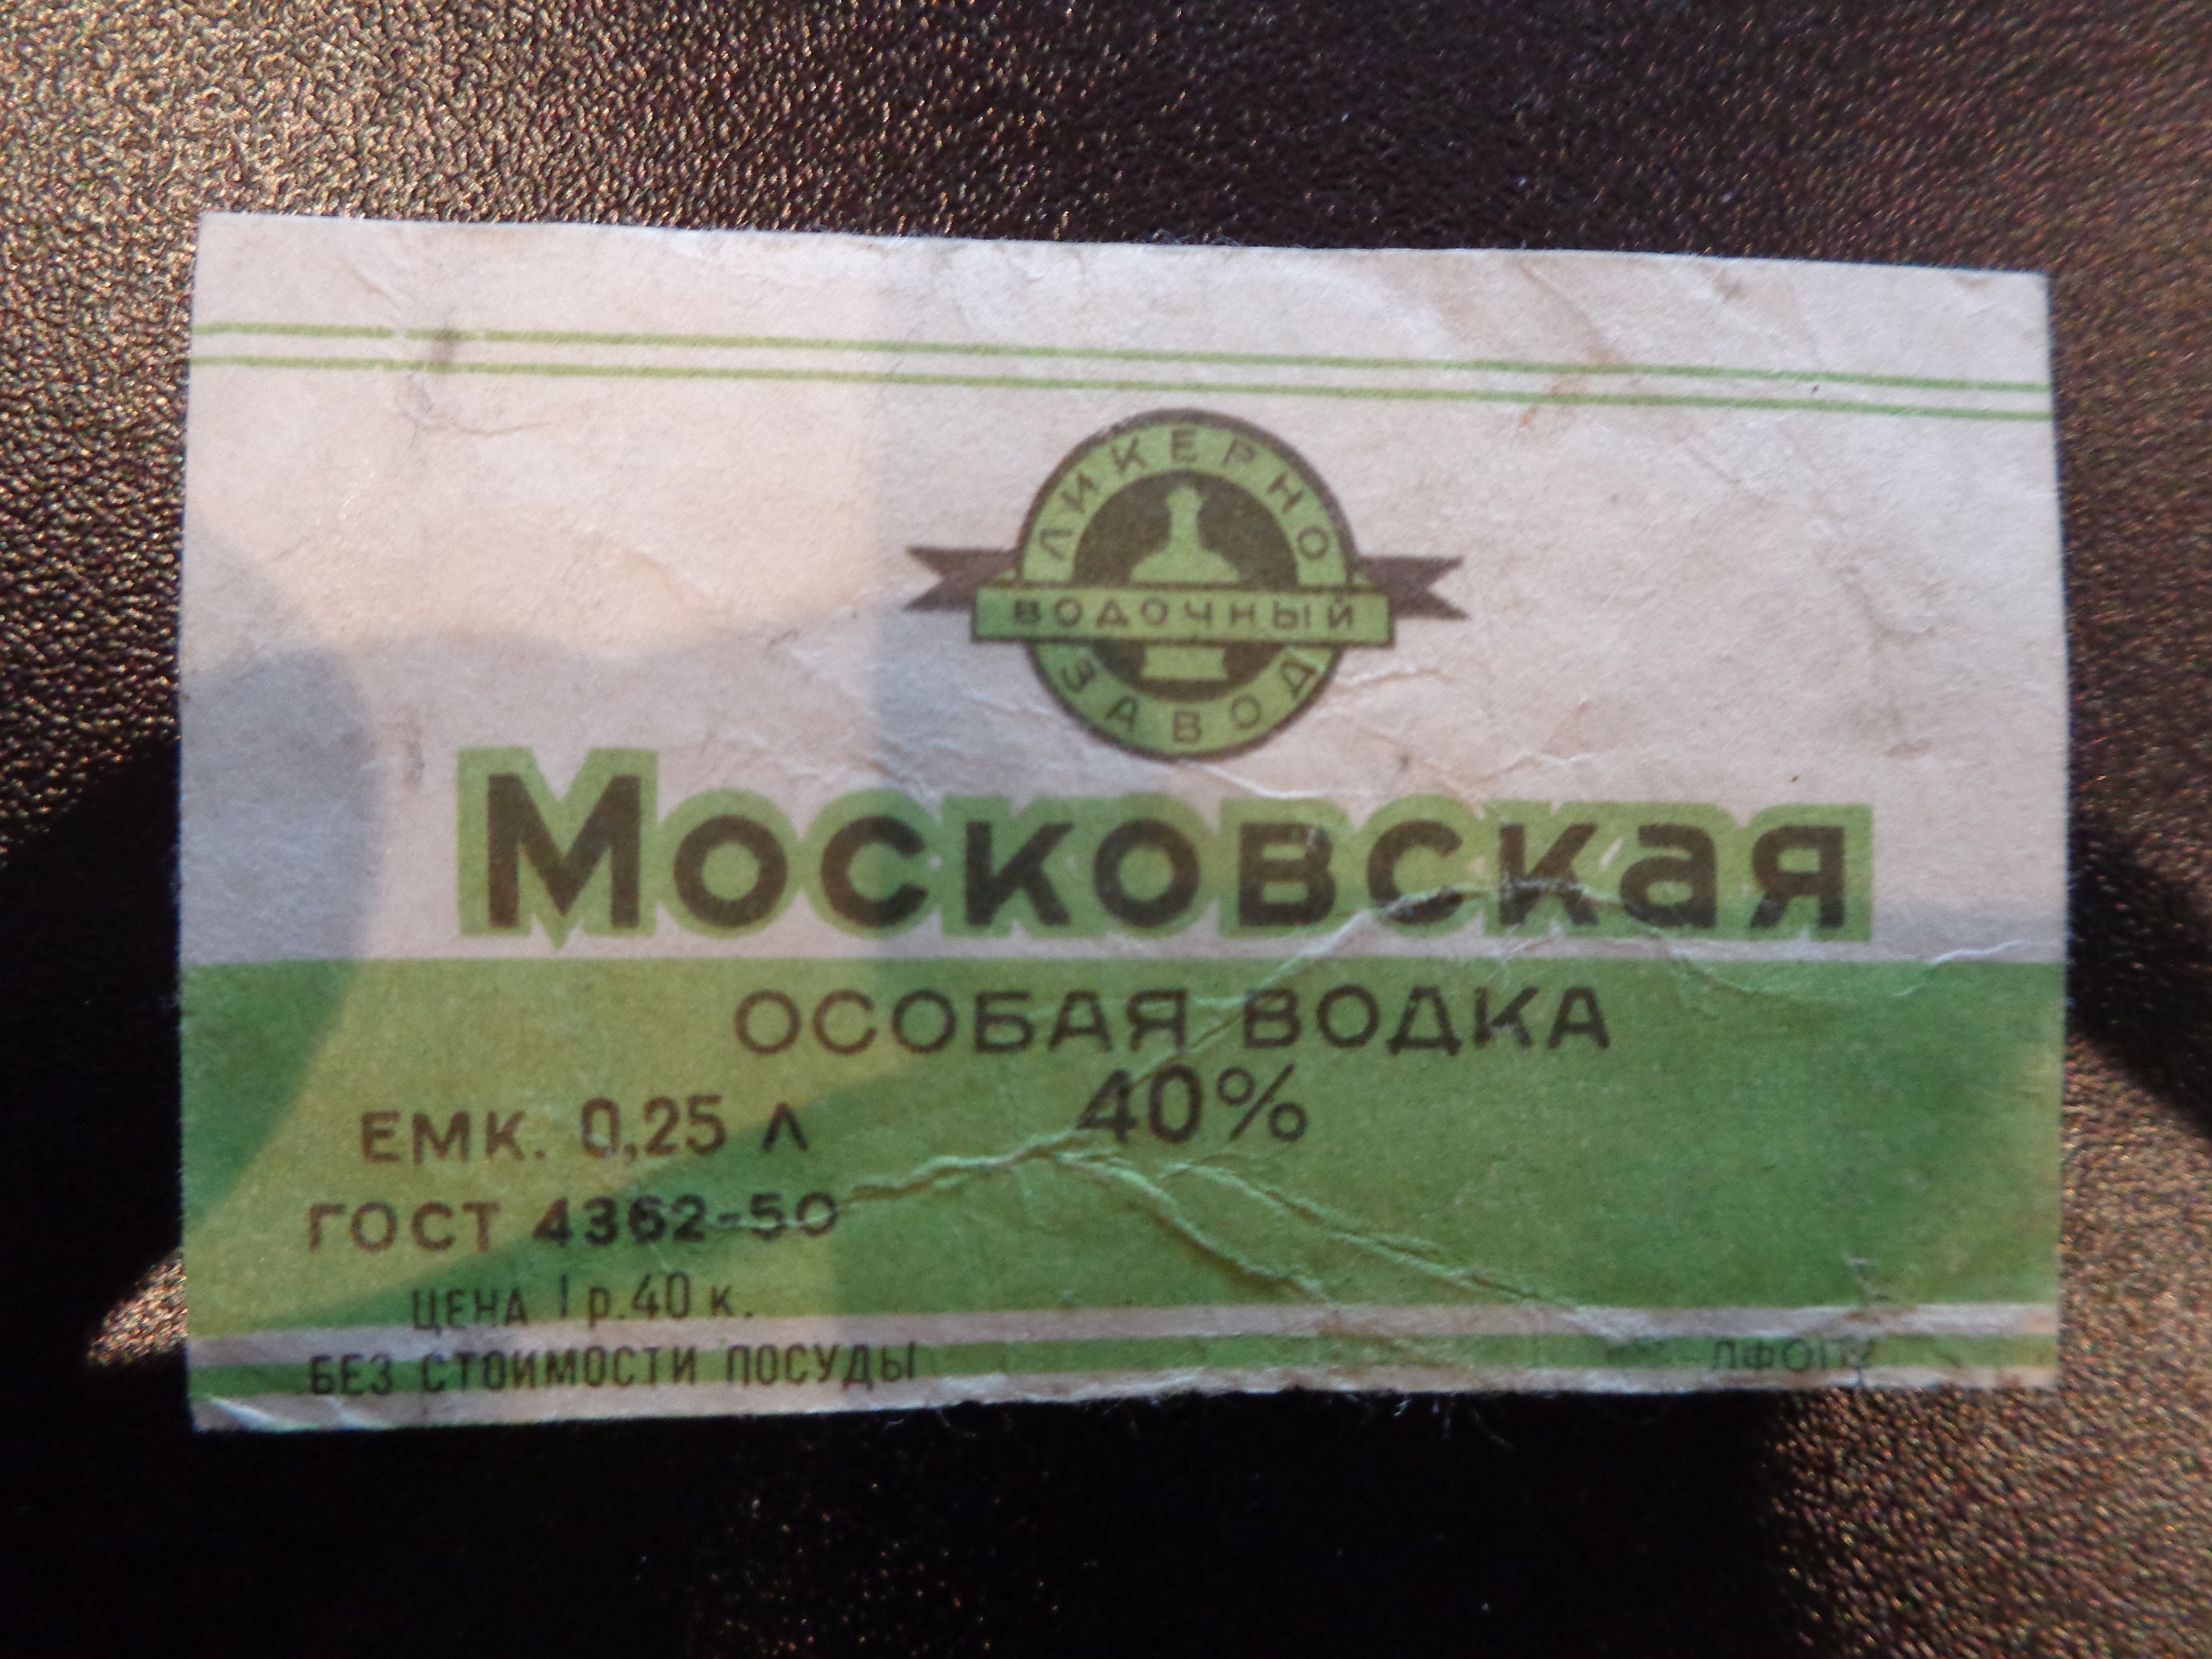 ЛИКЕРНО
ВОДОЧНЫЙ
ЗАВОД
Московская
ОСОБАЯ ВОДКА
40%
ЕМК. 0,25 Л
ГОСТ 4362-50
ЦЕНА 1 р. 40 к.
БЕЗ СТОИМОСТИ ПОСУДЫ